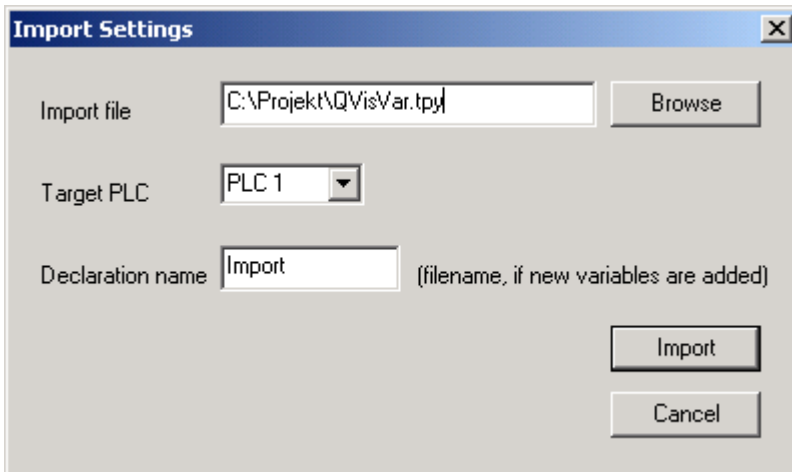 Import Settings
Import file C:\Projekt\QVisVar.tpy Browse
Target PLC PLC 1
Declaration name Import (filename, if new variables are added)
Import
Cancel